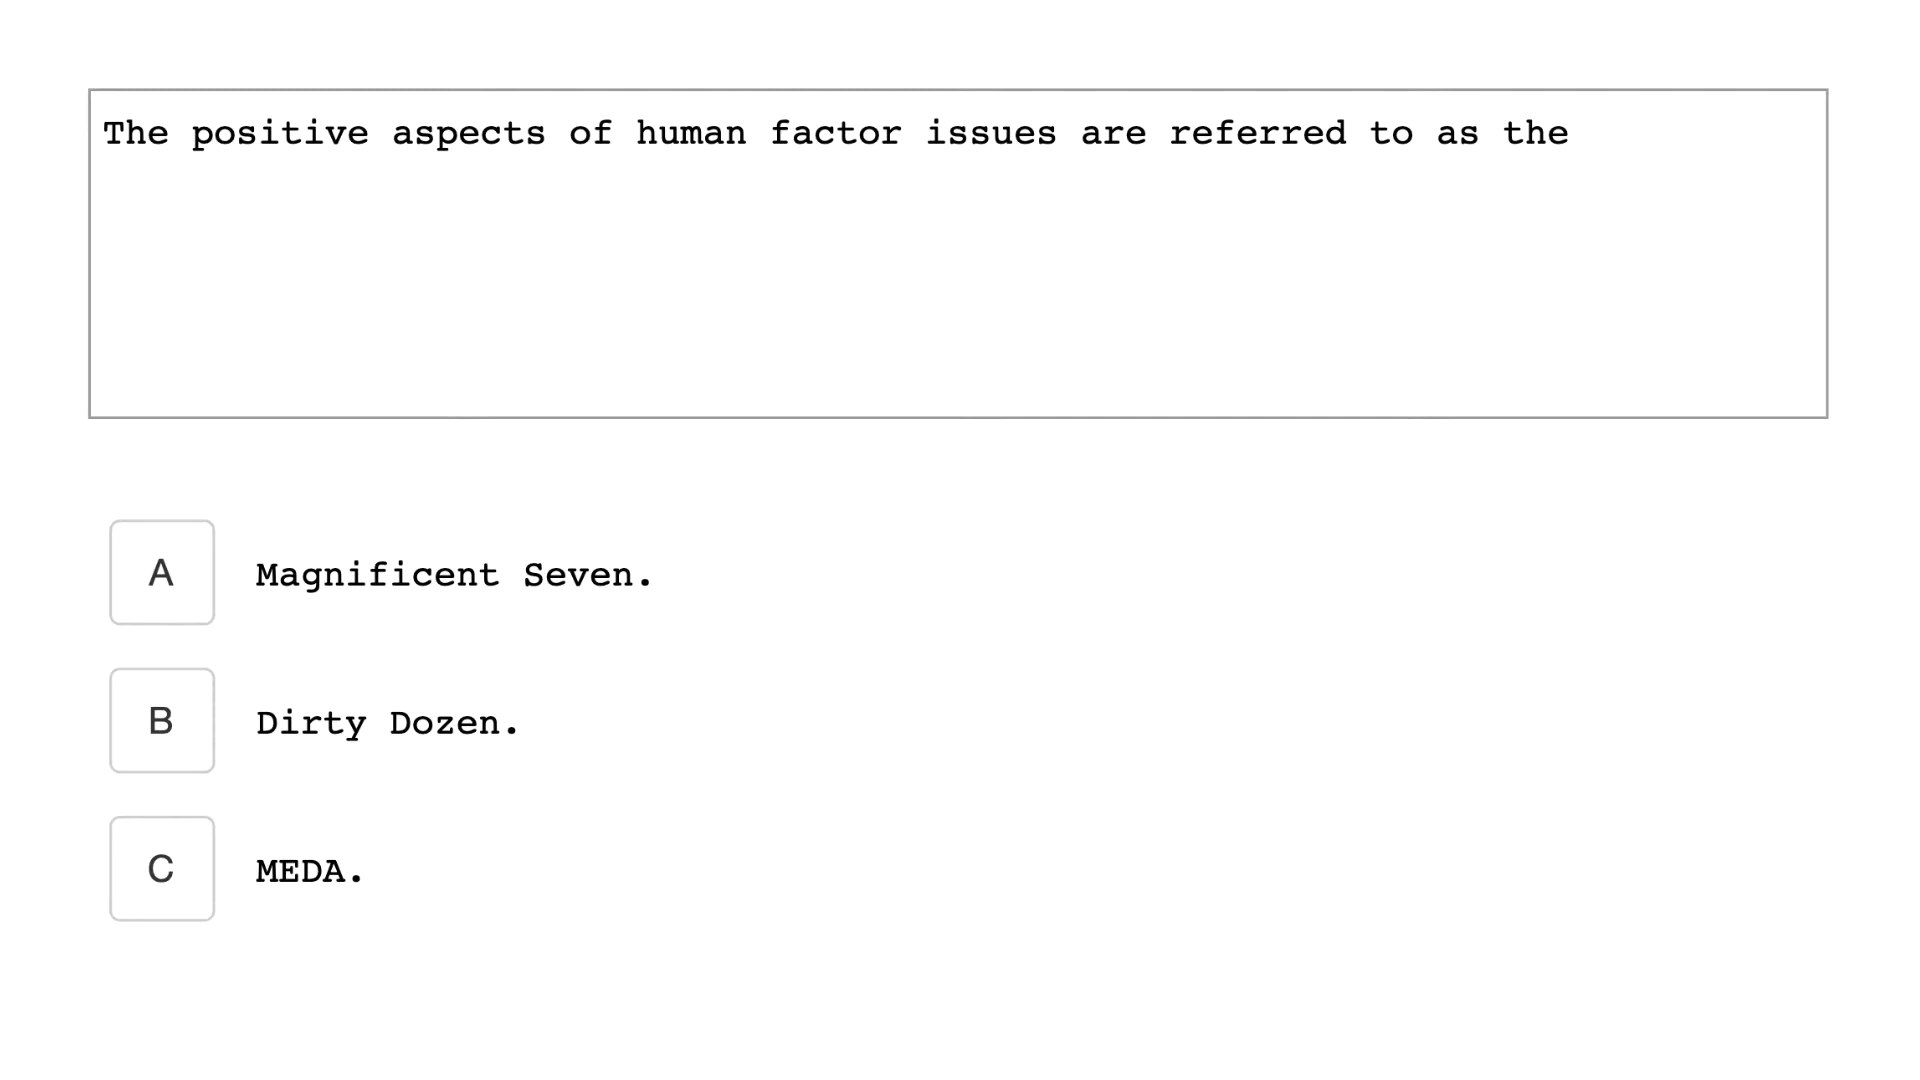 The positive aspects of human factor issues are referred to as the
A Magnificent Seven.
B Dirty Dozen.
C MEDA.